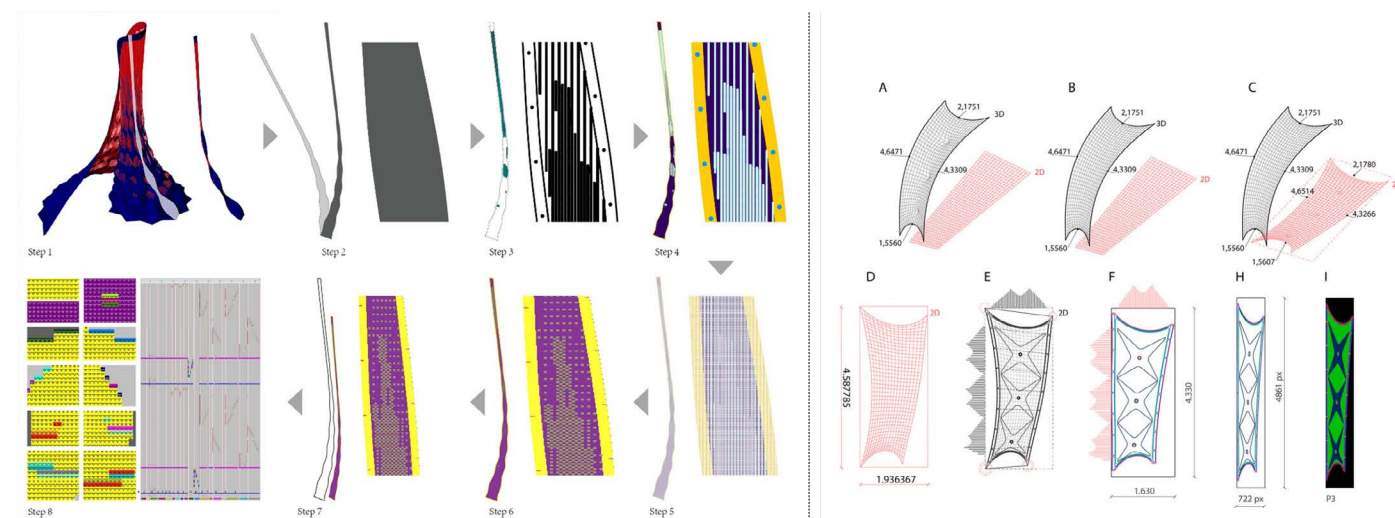 Step 1
Step 2
Step 3
Step 4
Step 8
Step 7
Step 6
Step 5
A
B
C
2,1751
3D
4,6471
4,3309
2D
1,5560
2,1751
3D
4,6471
4,3309
2D
1,5560
2,1751
3D
4,6471
4,3309
2,1780
4,6514
4,3266
1,5560
1,5607
D
E
F
H
I
2D
2D
4.587785
1.936367
4,330
1.630
4861 px
722 px
P3